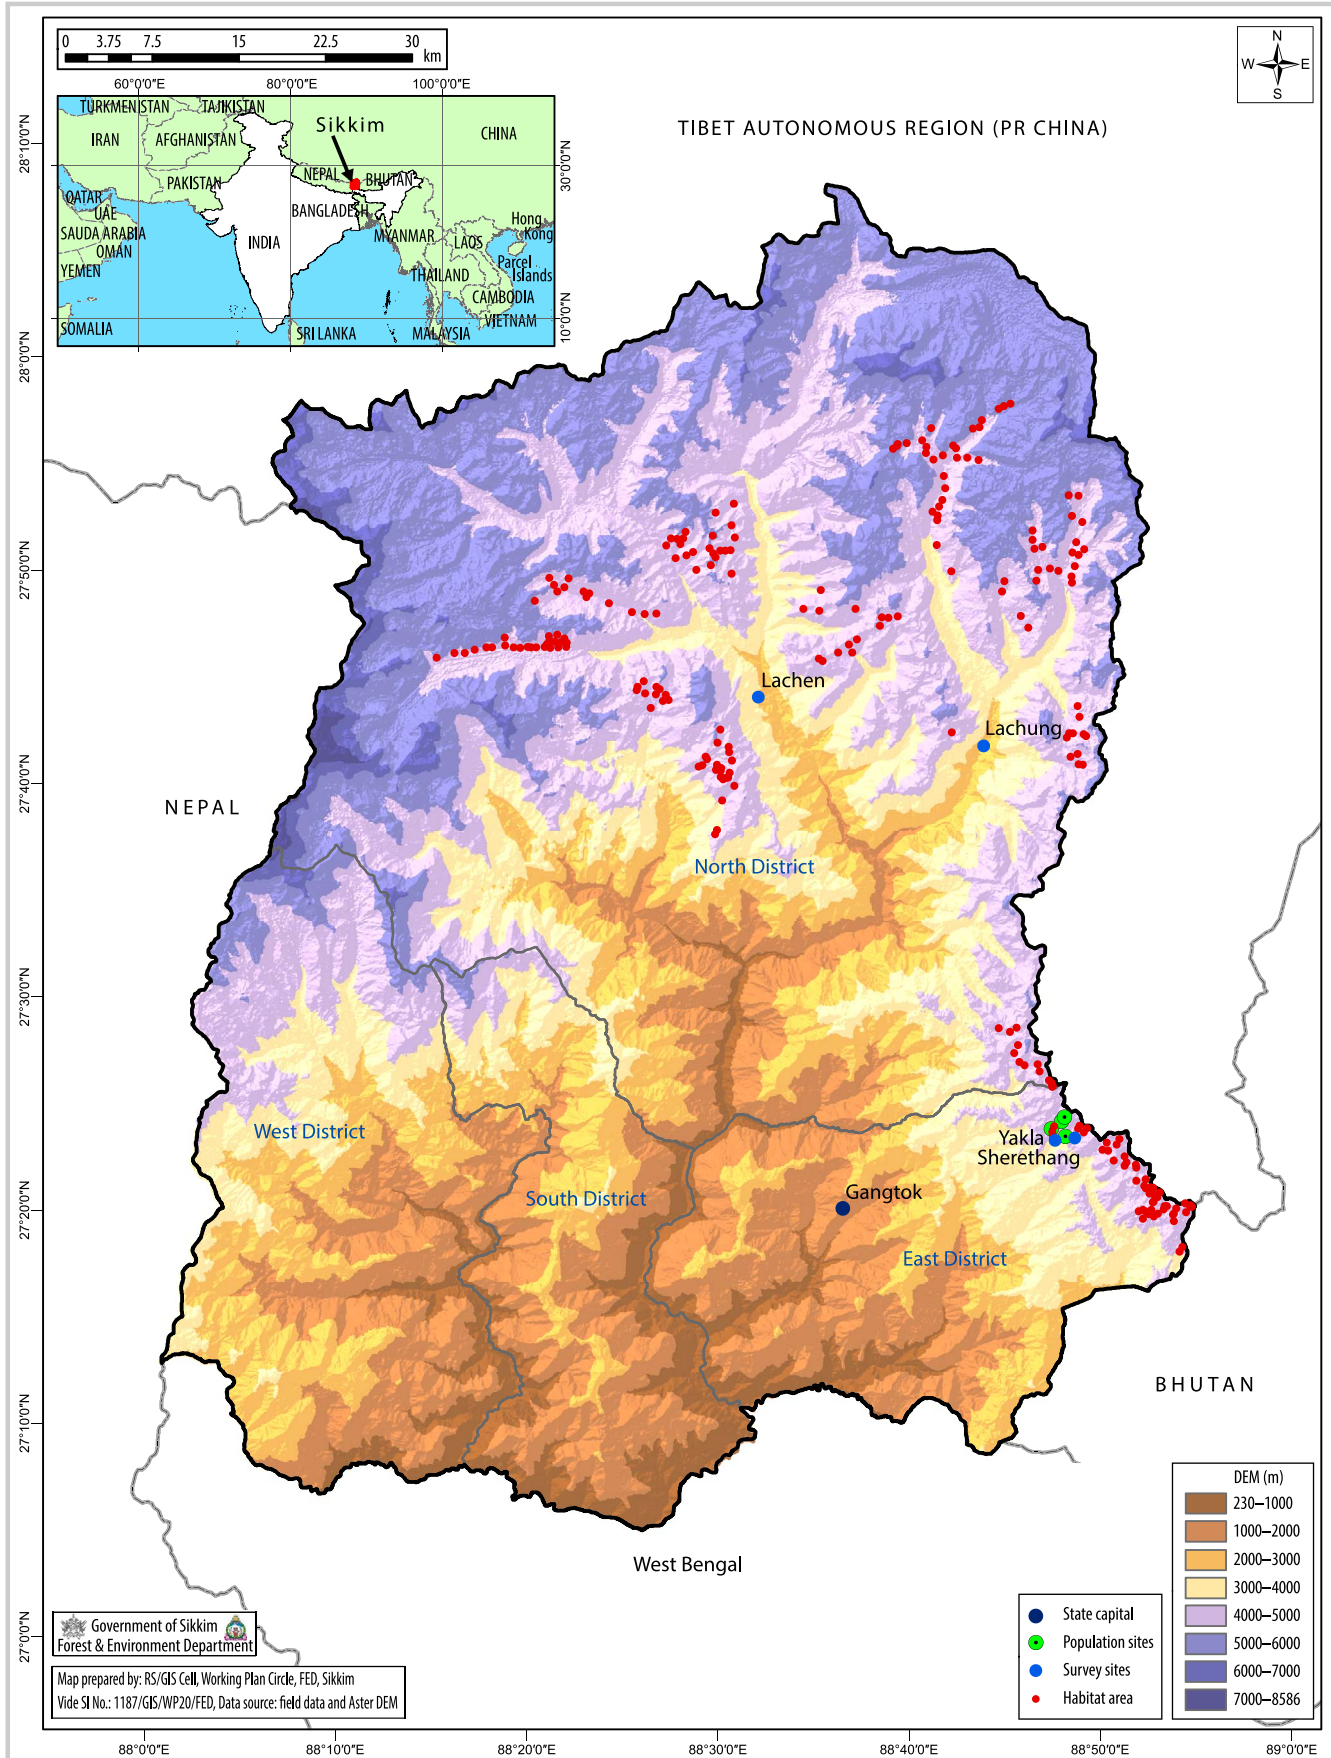 0 3.75 7.5 15 22.5 30
km
60°0'0"E 80°0'0"E 100°0'0"E
TURKMENISTAN TAJIKISTAN
IRAN AFGHANISTAN
Sikkim
CHINA
PAKISTAN
NEPAL BHUTAN
30°0'0"N
QATAR
UAE
BANGLADESH
SAUDA ARABIA
OMAN
INDIA
MYANMAR
LAOS
Hong
Kong
YEMEN
THAILAND
Parcel
Islands
CAMBODIA
VIETNAM
SOMALIA
SRI LANKA
MALAYSIA
10°0'0"N
N
W E
S
TIBET AUTONOMOUS REGION (PR CHINA)
28°10'0"N
28°0'0"N
27°50'0"N
27°40'0"N
27°30'0"N
27°20'0"N
27°10'0"N
27°0'0"N
Lachen
Lachung
NEPAL
North District
West District
Yakla
Sherethang
South District
Gangtok
East District
BHUTAN
West Bengal
DEM (m)
230–1000
1000–2000
2000–3000
3000–4000
4000–5000
5000–6000
6000–7000
7000–8586
State capital
Population sites
Survey sites
Habitat area
Government of Sikkim
Forest & Environment Department
Map prepared by: RS/GIS Cell, Working Plan Circle, FED, Sikkim
Vide SI No.: 1187/GIS/WP20/FED, Data source: field data and Aster DEM
88°0'0"E 88°10'0"E 88°20'0"E 88°30'0"E 88°40'0"E 88°50'0"E 89°0'0"E